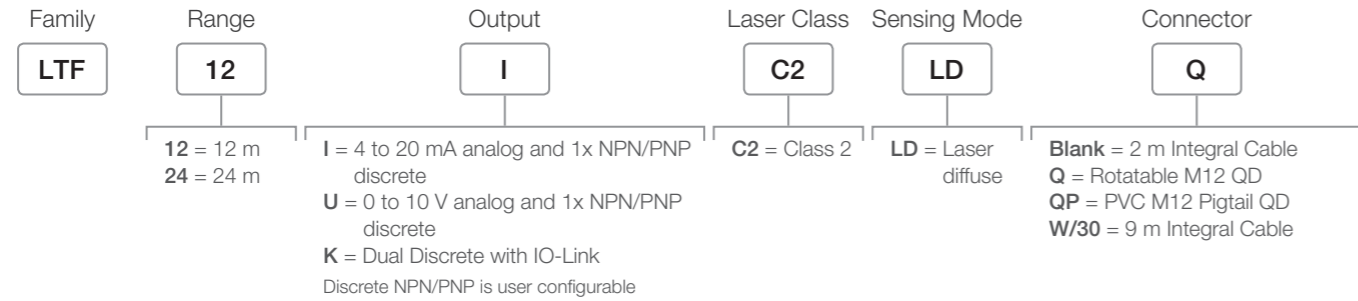 Family Range Output Laser Class Sensing Mode Connector
LTF 12 I C2 LD Q
12 = 12 m
24 = 24 m
I = 4 to 20 mA analog and 1x NPN/PNP
discrete
U = 0 to 10 V analog and 1x NPN/PNP
discrete
K = Dual Discrete with IO-Link
Discrete NPN/PNP is user configurable
C2 = Class 2
LD = Laser
diffuse
Blank = 2 m Integral Cable
Q = Rotatable M12 QD
QP = PVC M12 Pigtail QD
W/30 = 9 m Integral Cable